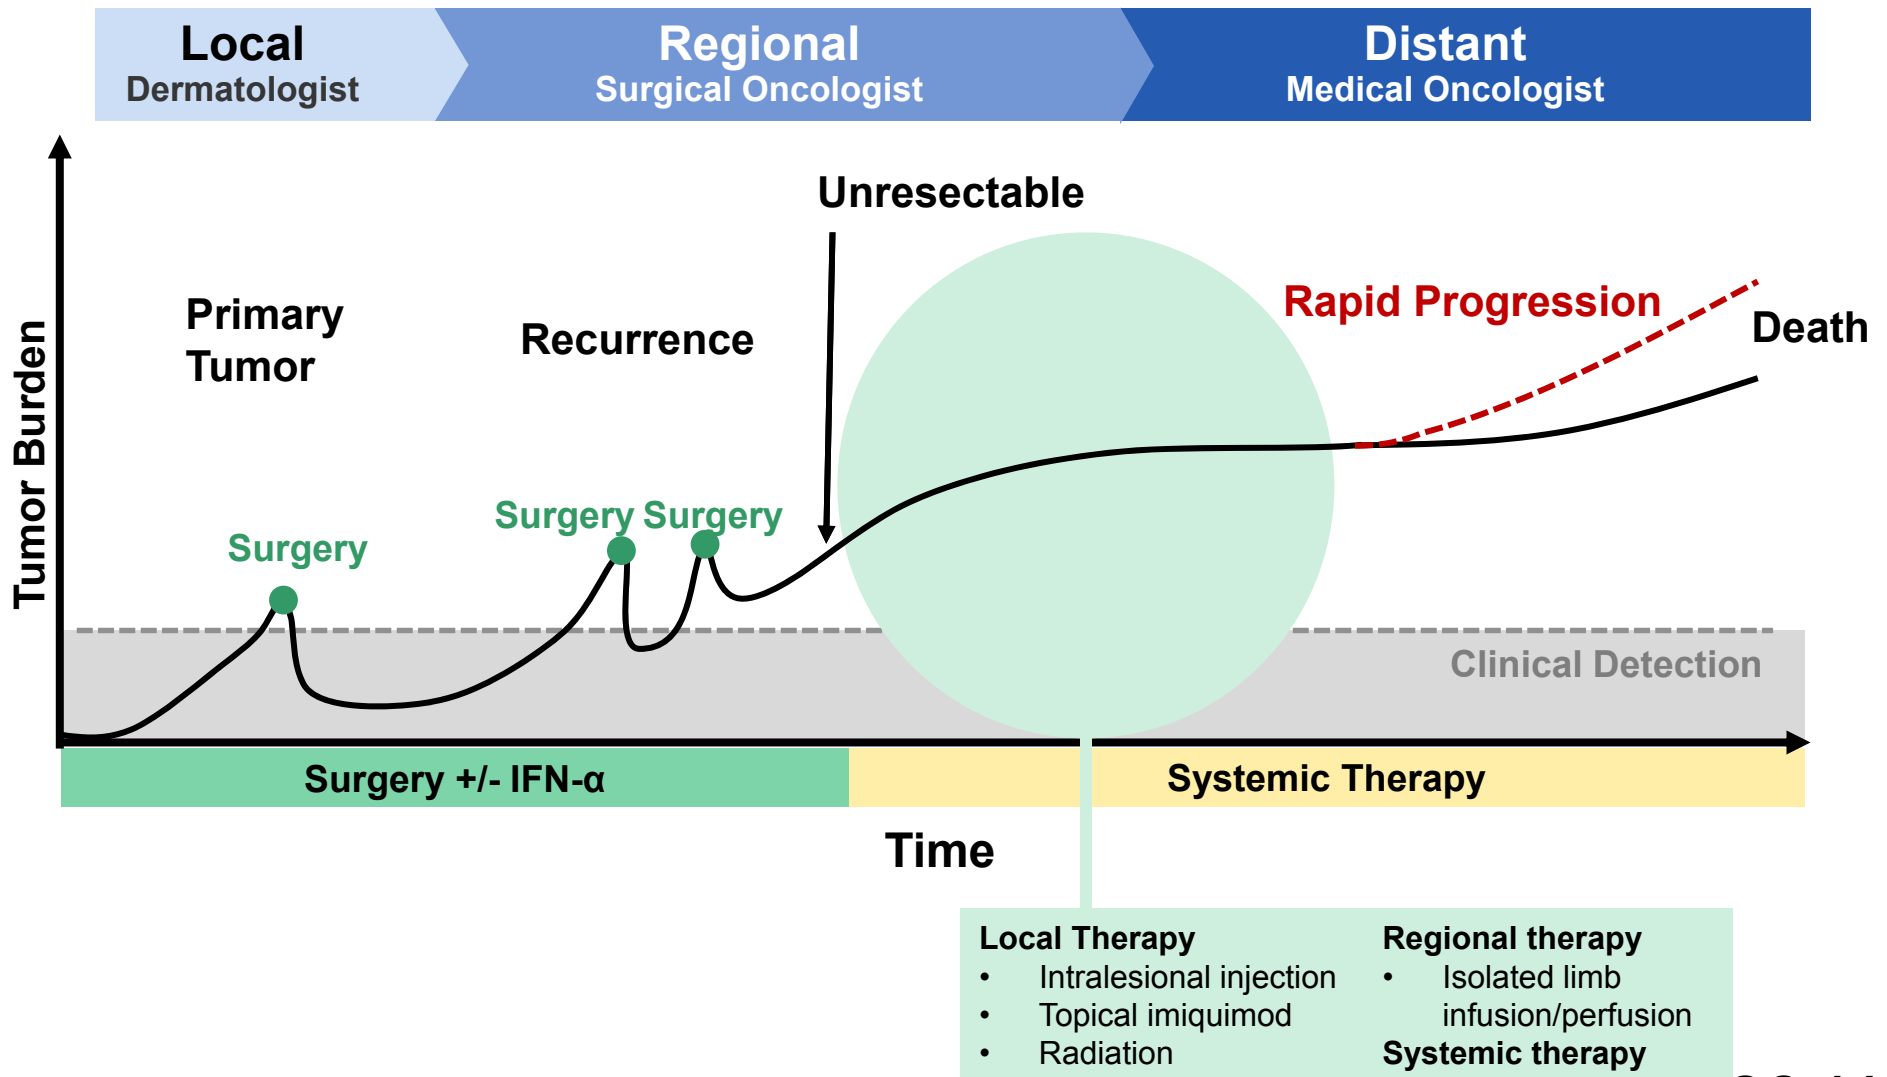 Local
Dermatologist
Regional
Surgical Oncologist
Distant
Medical Oncologist
Unresectable
Primary
Tumor
Recurrence
Rapid Progression
Death
Surgery
Surgery
Surgery
Tumor Burden
Clinical Detection
Surgery +/- IFN-α
Systemic Therapy
Time
Local Therapy
• Intralesional injection
• Topical imiquimod
• Radiation
Regional therapy
• Isolated limb
infusion/perfusion
Systemic therapy